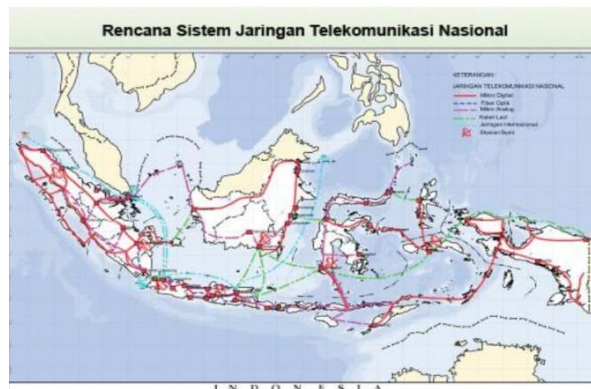 Rencana Sistem Jaringan Telekomunikasi Nasional
KETERANGAN :
JARINGAN TELEKOMUNIKASI NASIONAL
Mikro Digital
Fiber Optik
Mikro Analog
Kabel Laut
Jaringan Internasional
Stasiun Bumi
I N D O N E S I A